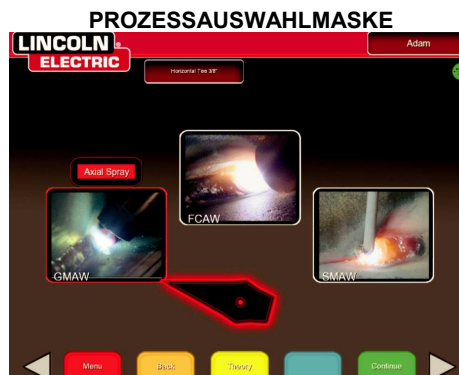 PROZESSAUSWAHLMASKE
LINCOLN®
ELECTRIC
Adam
Horizontal Tee 3/8"
Axial Spray
FCAW
GMAW
SMAW
Menu
Back
Theory
Continue